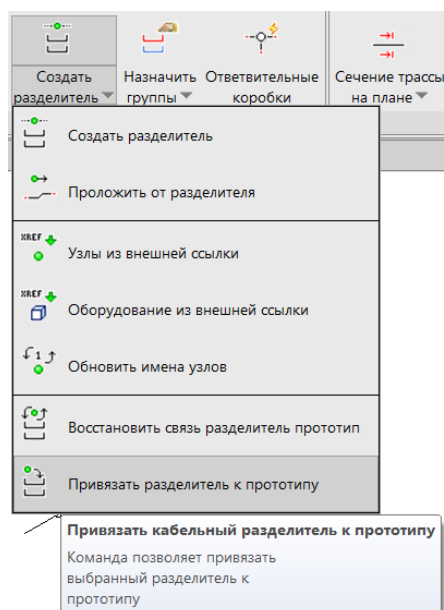 Создать
разделитель
Назначить
группы
Ответвительные
коробки
Сечение трассы
на плане
Создать разделитель
Проложить от разделителя
XREF
Узлы из внешней ссылки
XREF
Оборудование из внешней ссылки
1
Обновить имена узлов
Восстановить связь разделитель прототип
Привязать разделитель к прототипу
Привязать кабельный разделитель к прототипу
Команда позволяет привязать
выбранный разделитель к
прототипу